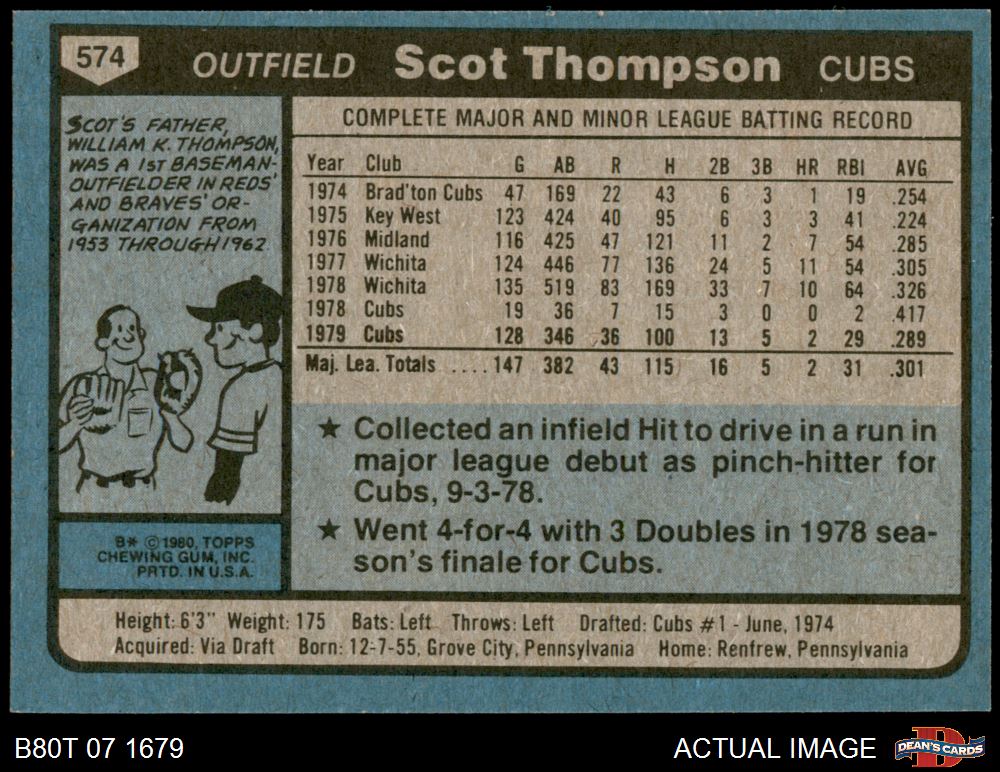 574 OUTFIELD Scot Thompson CUBS
SCOT'S FATHER,
WILLIAM K. THOMPSON,
WAS A 1ST BASEMAN-
OUTFIELDER IN REDS'
AND BRAVES' OR-
GANIZATION FROM
1953 THROUGH 1962
COMPLETE MAJOR AND MINOR LEAGUE BATTING RECORD
Year Club G AB R H 2B 3B HR RBI AVG
1974 Brad'ton Cubs 47 169 22 43 6 3 1 19 .254
1975 Key West 123 424 40 95 6 3 3 41 .224
1976 Midland 116 425 47 121 11 2 7 54 .285
1977 Wichita 124 446 77 136 24 5 11 54 .305
1978 Wichita 135 519 83 169 33 7 10 64 .326
1978 Cubs 19 36 7 15 3 0 0 2 .417
1979 Cubs 128 346 36 100 13 5 2 29 .289
Maj. Lea. Totals .... 147 382 43 115 16 5 2 31 .301
★ Collected an infield Hit to drive in a run in
major league debut as pinch-hitter for
Cubs, 9-3-78.
★ Went 4-for-4 with 3 Doubles in 1978 sea-
son's finale for Cubs.
B* © 1980, TOPPS
CHEWING GUM, INC.
PRTD. IN U.S.A.
Height: 6'3" Weight: 175 Bats: Left Throws: Left Drafted: Cubs #1 - June, 1974
Acquired: Via Draft Born: 12-7-55, Grove City, Pennsylvania Home: Renfrew, Pennsylvania
B80T 07 1679 ACTUAL IMAGE D DEAN'S CARDS